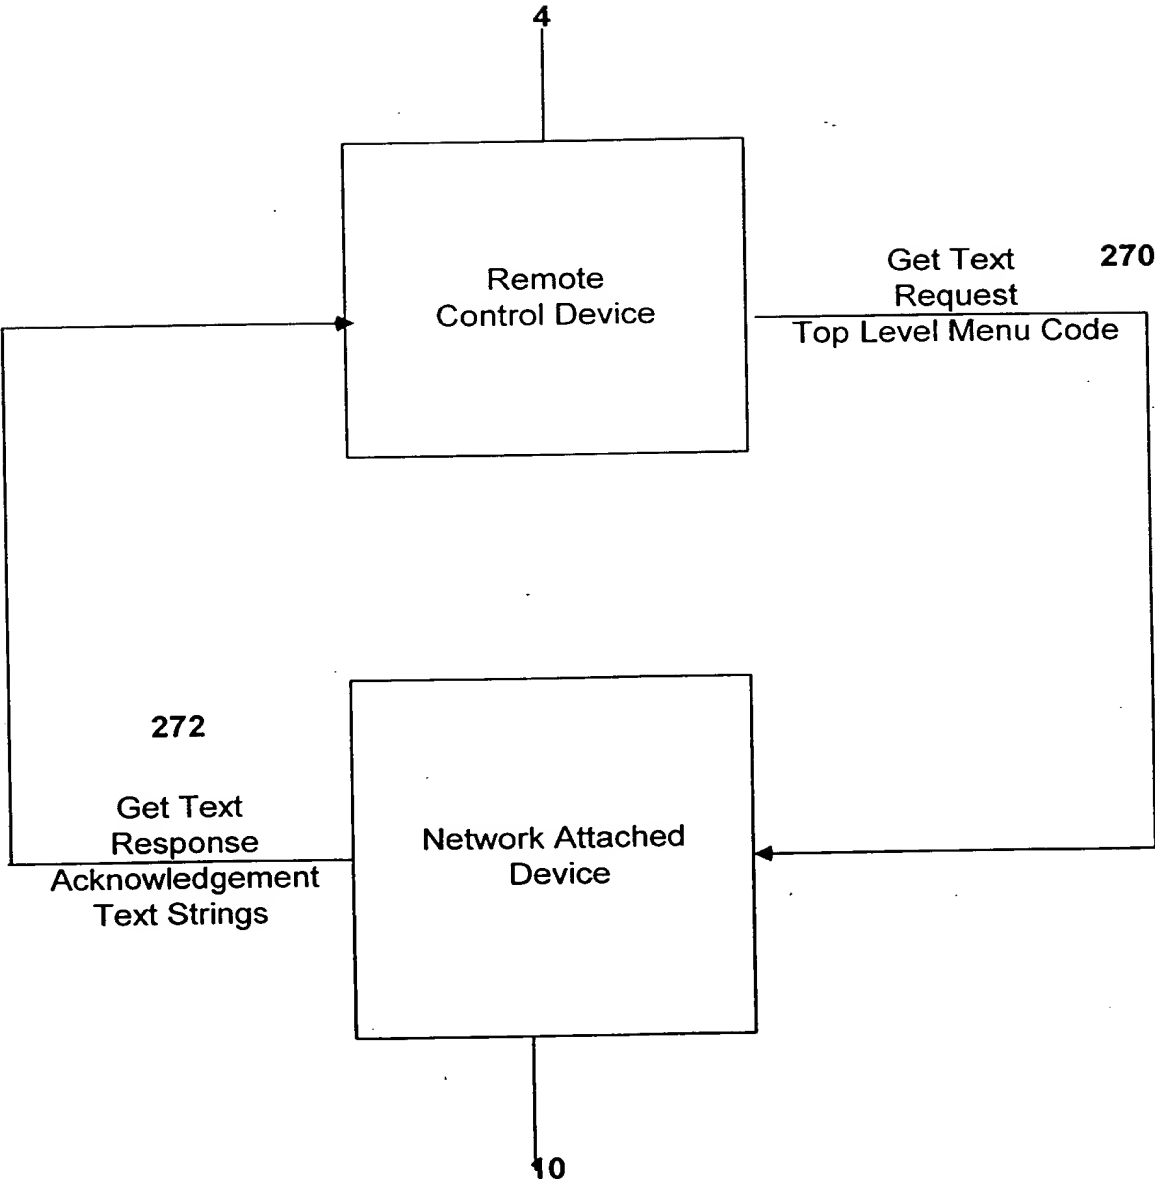 4
Remote
Control Device
Get Text
270
Request
Top Level Menu Code
272
Get Text
Response
Acknowledgement
Text Strings
Network Attached
Device
10